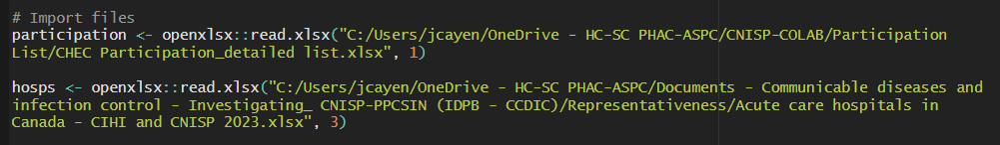 # Import files
participation <- openxlsx::read.xlsx("C:/Users/jcayen/OneDrive - HC-SC PHAC-ASPC/CNISP-COLAB/Participation
List/CHEC Participation_detailed list.xlsx", 1)
hosps <- openxlsx::read.xlsx("C:/Users/jcayen/OneDrive - HC-SC PHAC-ASPC/Documents - Communicable diseases and
infection control - Investigating_ CNISP-PPCSIN (IDPB - CCDIC)/Representativeness/Acute care hospitals in
Canada - CIHI and CNISP 2023.xlsx", 3)